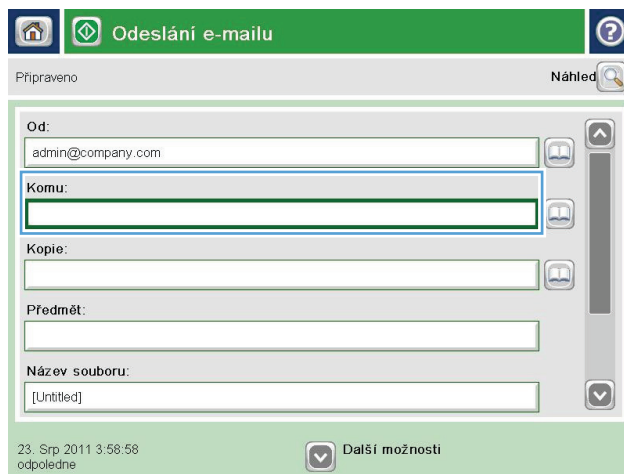 Odeslání e-mailu
?
Připraveno
Náhled
Od:
admin@company.com
Komu:
Kopie:
Předmět:
Název souboru:
[Untitled]
23. Srp 2011 3:58:58
odpoledne
Další možnosti